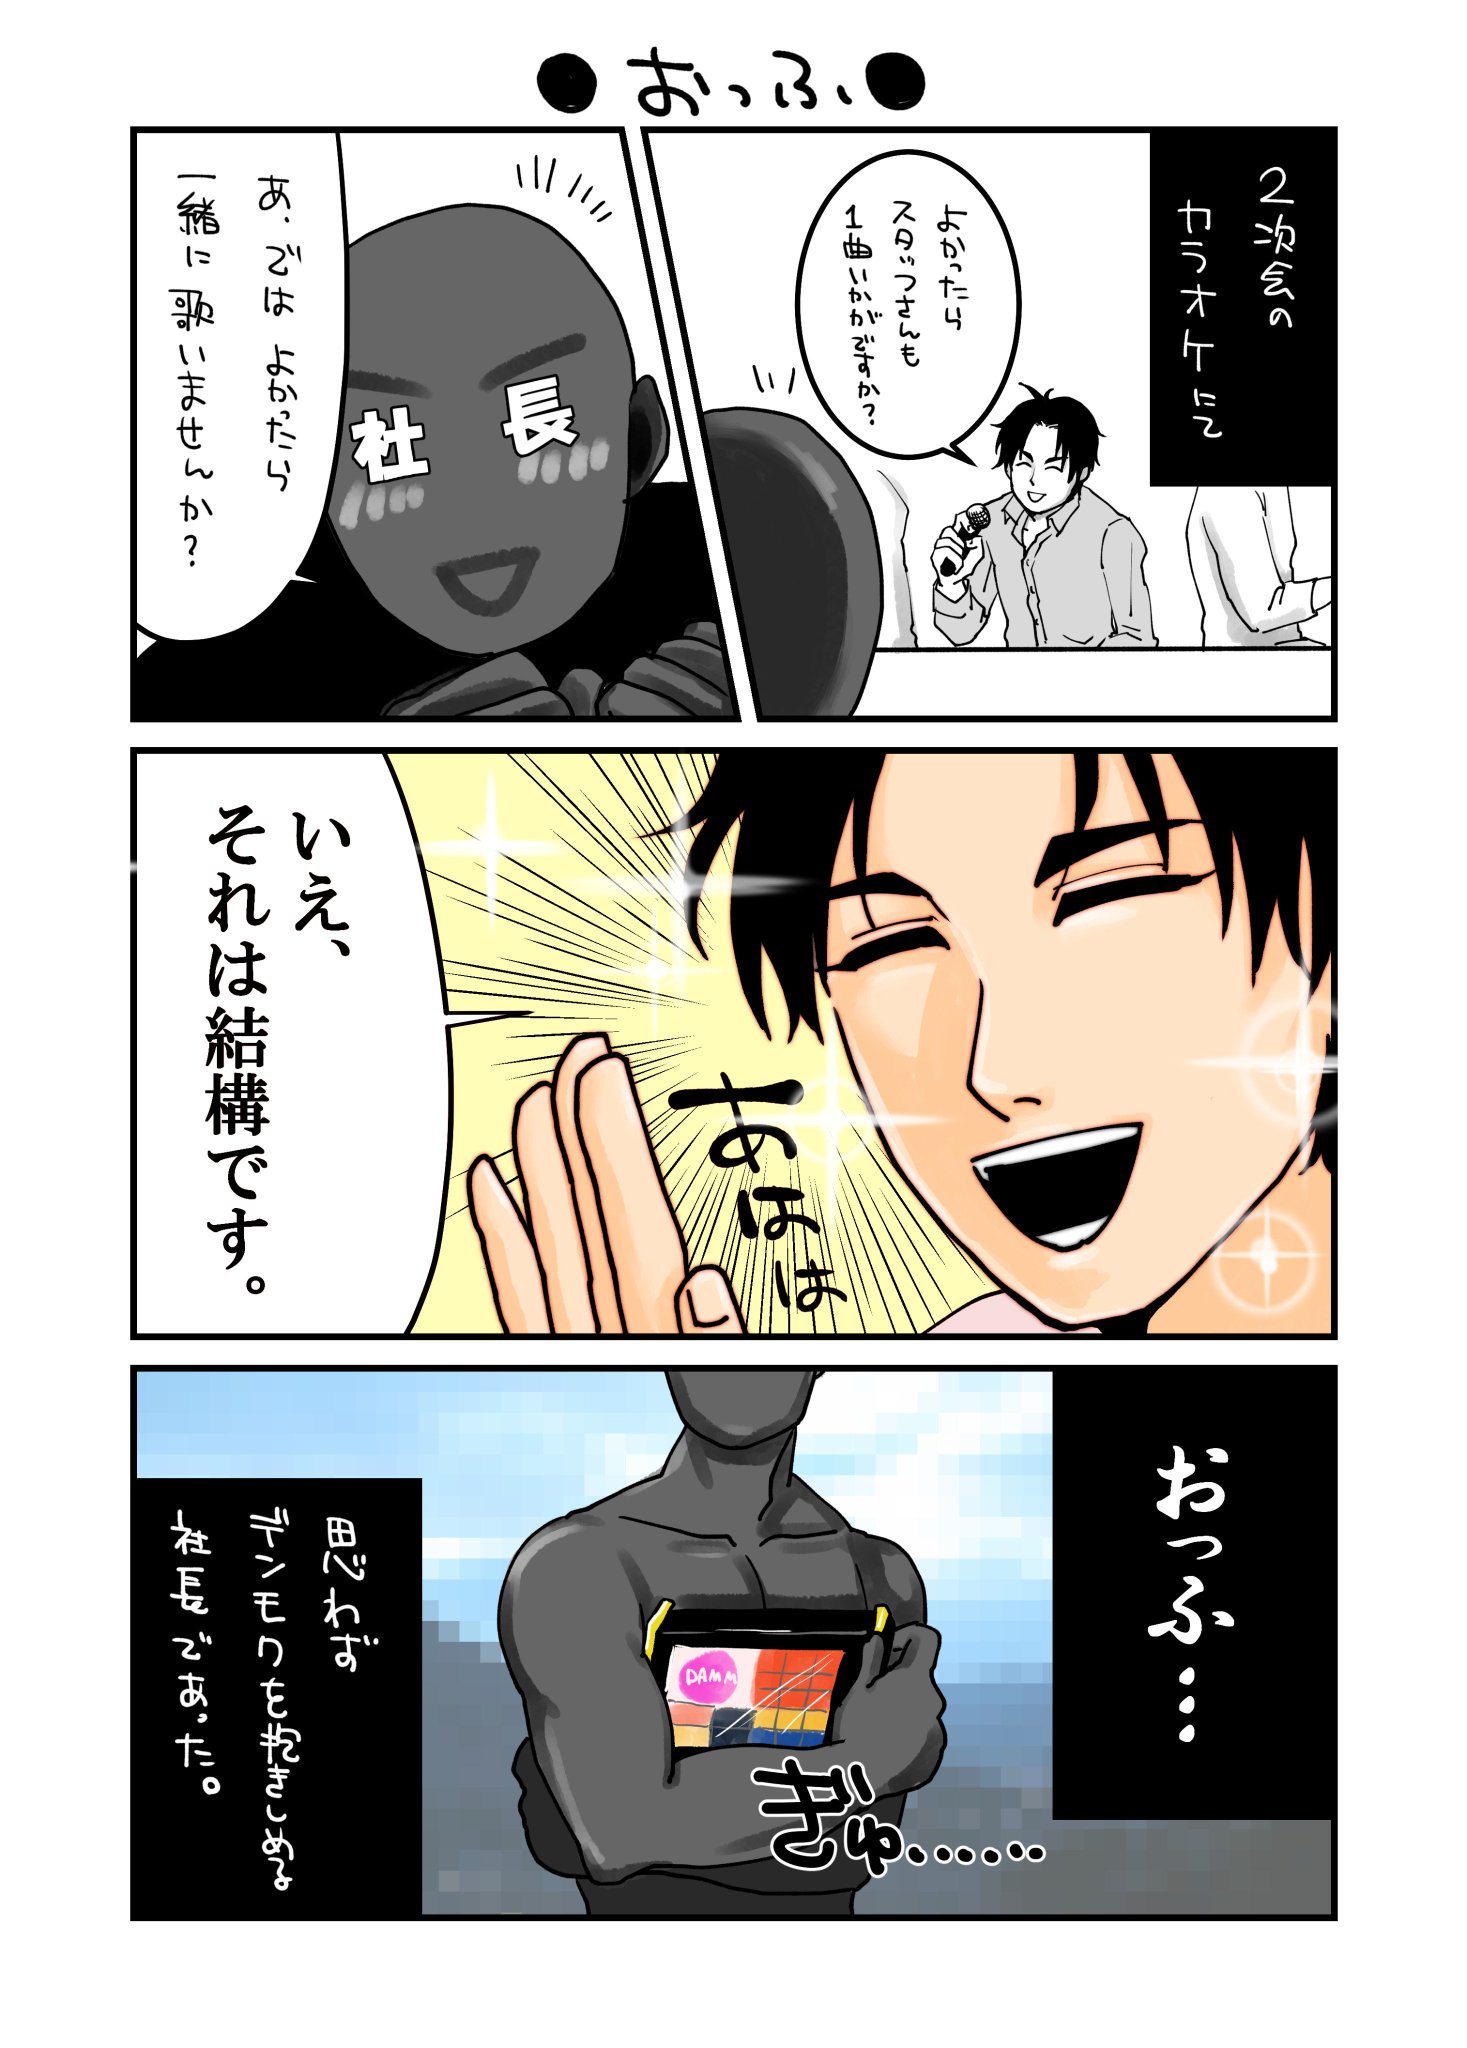 ●おっふ●
2次会の
カラオケにて
よかったら
スタッフさんも
1曲いかがですか?
あ、では よかったら
一緒に歌いませんか?
社長
いえ、
それは結構です。
あはは
おっふ…
DAMM
ぎゅ……
思わず
デンモクを抱きしめる
社長であった。